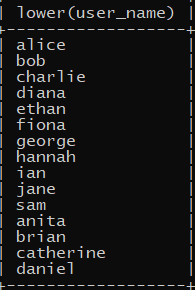 lower(user_name)
alice
bob
charlie
diana
ethan
fiona
george
hannah
ian
jane
sam
anita
brian
catherine
daniel